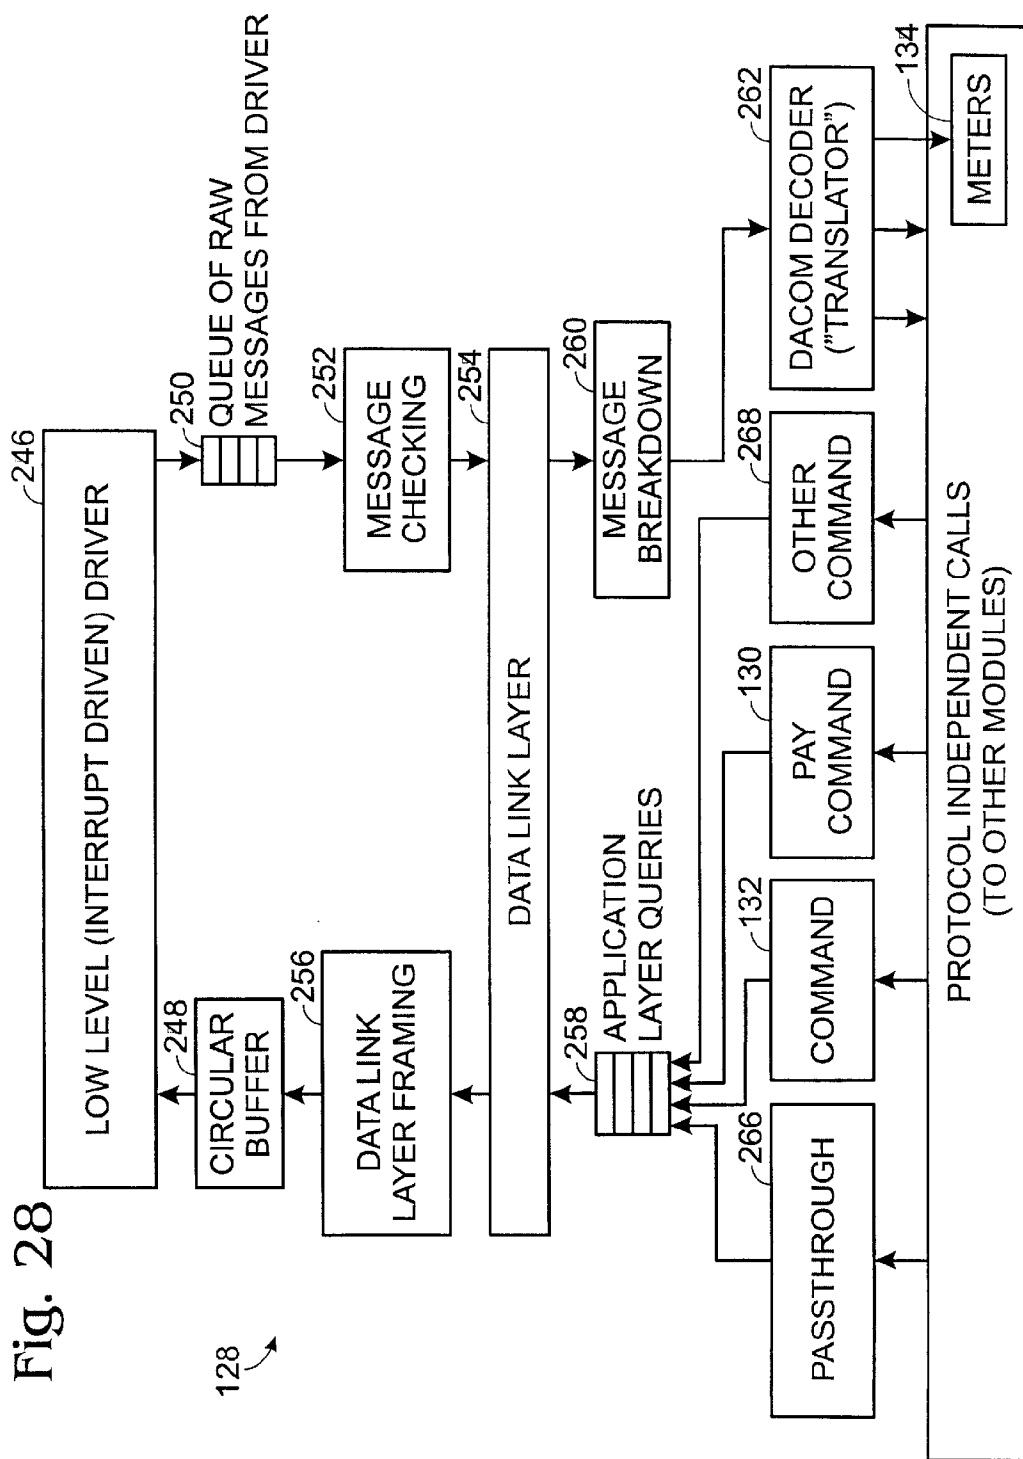 Fig. 28
128
246
LOW LEVEL (INTERRUPT DRIVEN) DRIVER
248
CIRCULAR
BUFFER
250
QUEUE OF RAW
MESSAGES FROM DRIVER
256
DATA LINK
LAYER FRAMING
252
MESSAGE
CHECKING
254
DATA LINK LAYER
258
APPLICATION
LAYER QUERIES
260
MESSAGE
BREAKDOWN
266
PASSTHROUGH
132
COMMAND
130
PAY
COMMAND
268
OTHER
COMMAND
262
DACOM DECODER
("TRANSLATOR")
134
METERS
PROTOCOL INDEPENDENT CALLS
(TO OTHER MODULES)